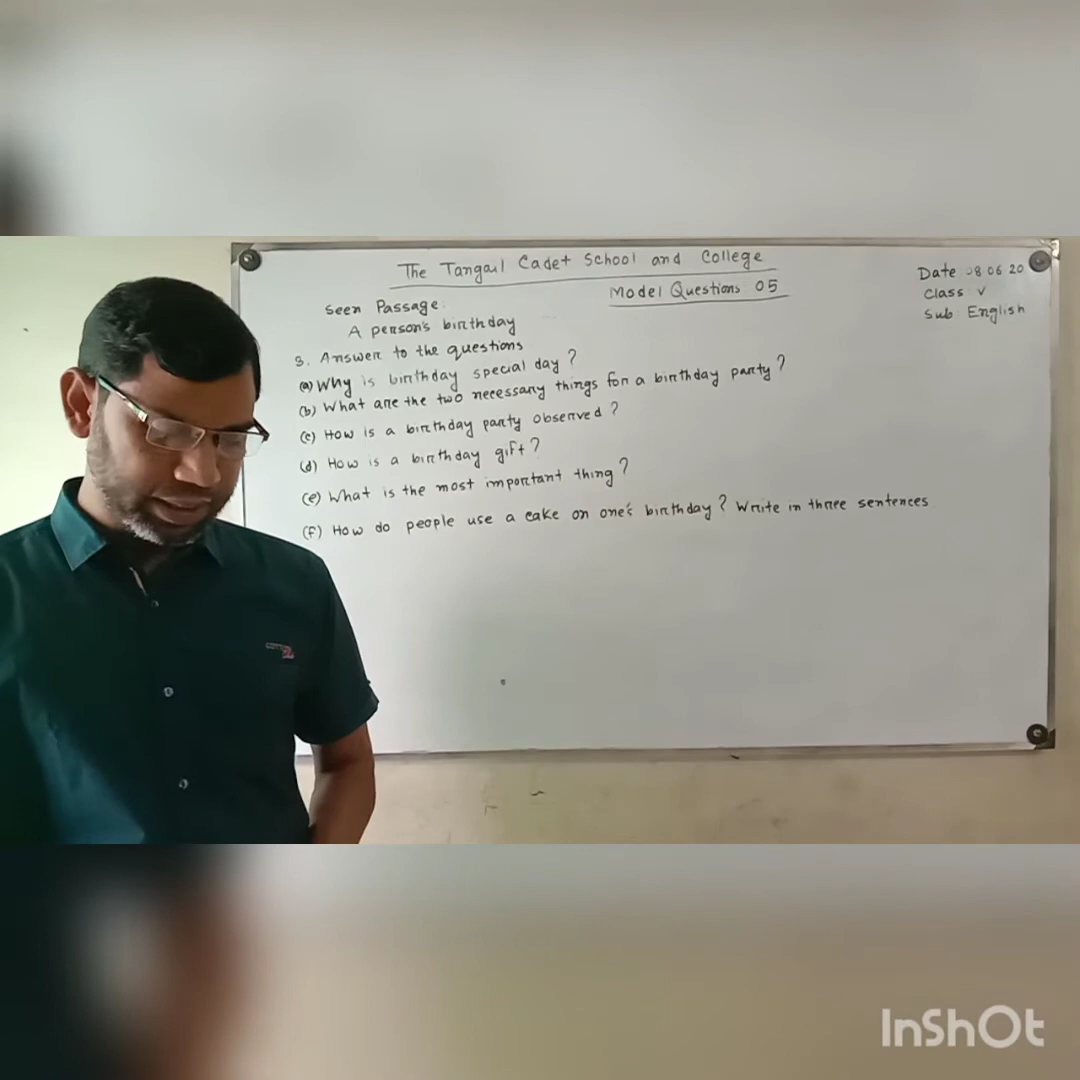 The Tangail Cadet School and College
Model Questions 05
Date 08 06 20
Class V
Sub English
Seen Passage:
A person's birthday
3. Answer to the questions
(a) Why is birthday special day?
(b) What are the two necessary things for a birthday party?
(c) How is a birthday party observed?
(d) How is a birthday gift?
(e) What is the most important thing?
(f) How do people use a cake on one's birthday? Write in three sentences
InShOt